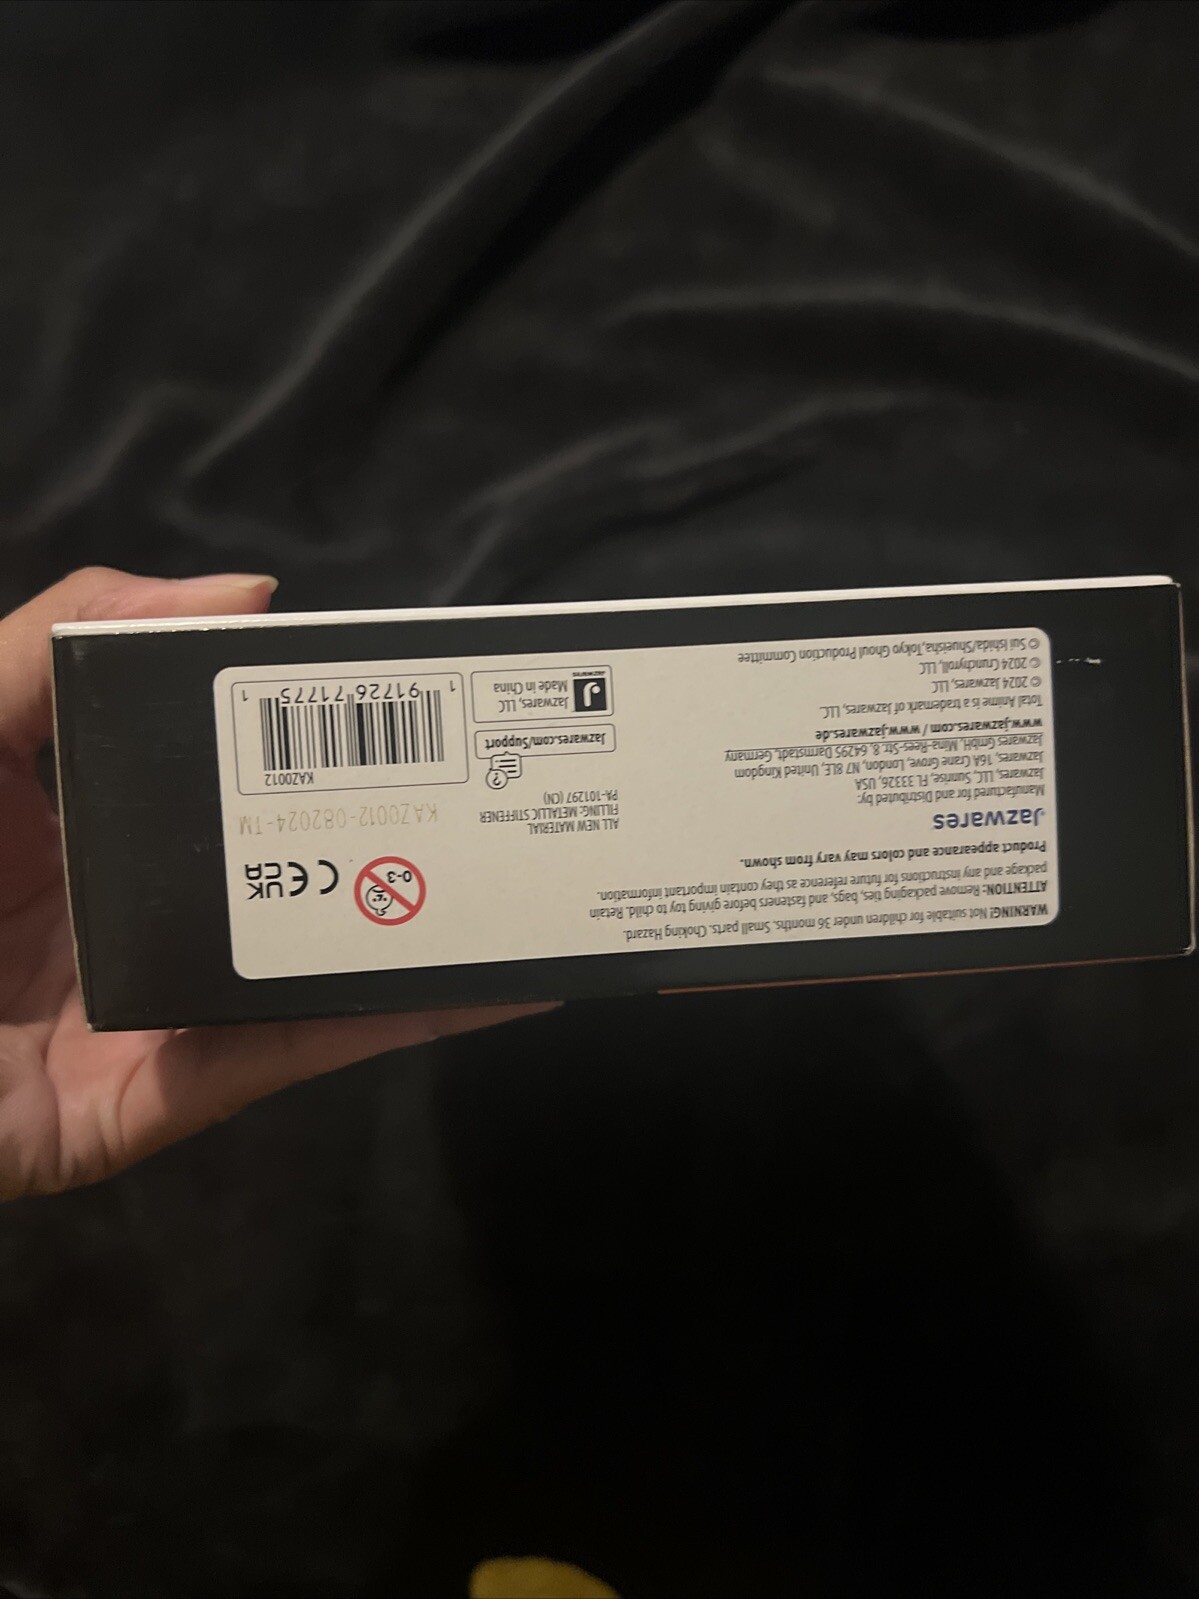 WARNING! Not suitable for children under 36 months. Small parts. Choking Hazard.
ATTENTION: Remove packaging ties, bags, and fasteners before giving toy to child. Retain
package and any instructions for future reference as they contain important information.
Product appearance and colors may vary from shown.
Jazwares
Manufactured for and Distributed by:
Jazwares, LLC, Sunrise, FL 33326, USA
Jazwares, 16A Crane Grove, London, N7 8LE, United Kingdom
Jazwares GmbH, Mina-Rees-Str. 8, 64295 Darmstadt, Germany
www.jazwares.com / www.jazwares.de
Total Anime is a trademark of Jazwares, LLC.
© 2024 Jazwares, LLC
© 2024 Crunchyroll, LLC
© Sui Ishida/Shueisha, Tokyo Ghoul Production Committee
0-3
CE
UK
CA
ALL NEW MATERIAL
FILLING: METALLIC STIFFENER
PA-101297 (CN)
KAZ0012-082024-TM
Jazwares.com/Support
Jazwares, LLC
Made in China
J
Jazwares
KAZ0012
1 91726 71775 1